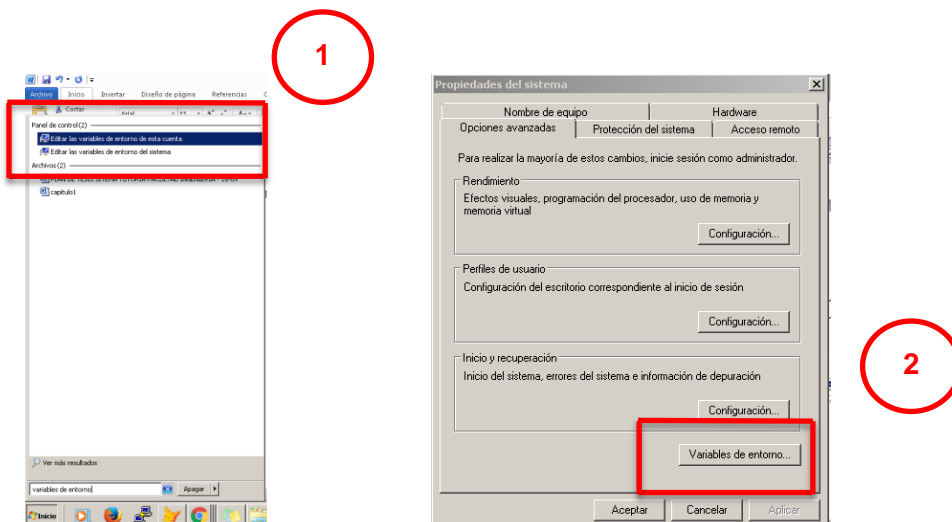 1
W
Archivo Inicio Insertar Diseño de página Referencias
Cortar
Arial 11
Panel de control (2)
Editar las variables de entorno de esta cuenta
Editar las variables de entorno del sistema
Archivos (2)
capitulo1
Ver más resultados
variables de entorno
Apagar
Inicio
Propiedades del sistema
Nombre de equipo Hardware
Opciones avanzadas Protección del sistema Acceso remoto
Para realizar la mayoría de estos cambios, inicie sesión como administrador.
Rendimiento
Efectos visuales, programación del procesador, uso de memoria y
memoria virtual
Configuración...
Perfiles de usuario
Configuración del escritorio correspondiente al inicio de sesión
Configuración...
Inicio y recuperación
Inicio del sistema, errores del sistema e información de depuración
Configuración...
Variables de entorno...
Aceptar Cancelar Aplicar
2